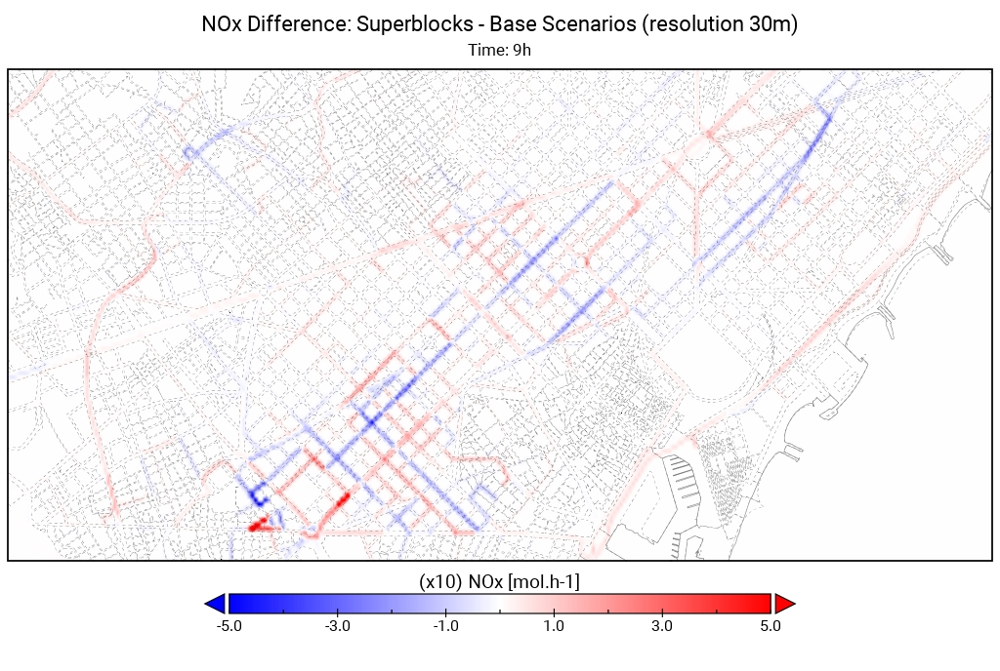 NOx Difference: Superblocks - Base Scenarios (resolution 30m)
Time: 9h
(x10) NOx [mol.h-1]
-5.0 -3.0 -1.0 1.0 3.0 5.0